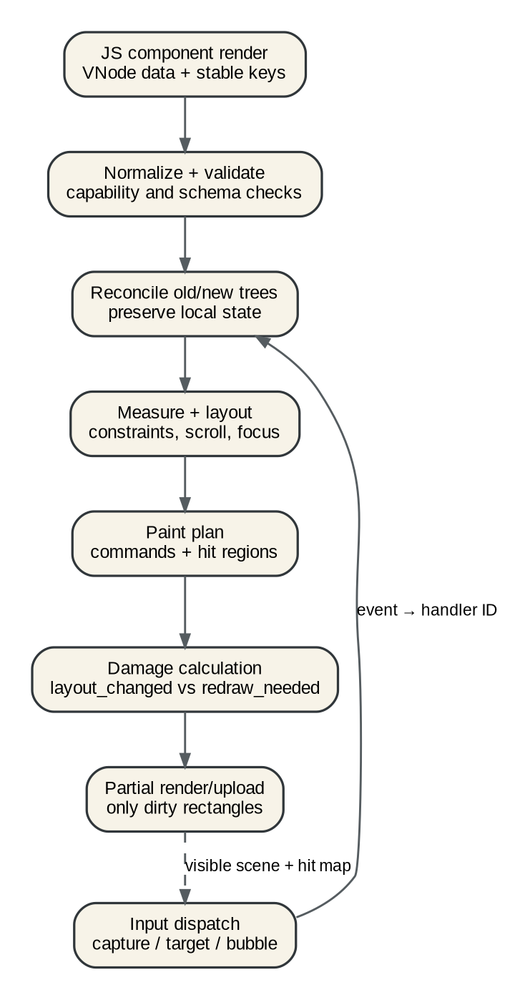 JS component render
VNode data + stable keys
Normalize + validate
capability and schema checks
Reconcile old/new trees
preserve local state
Measure + layout
constraints, scroll, focus
Paint plan
commands + hit regions
event → handler ID
Damage calculation
layout_changed vs redraw_needed
Partial render/upload
only dirty rectangles
visible scene + hit map
Input dispatch
capture / target / bubble